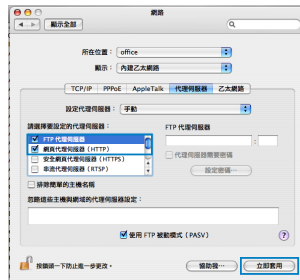 網路
顯示全部
所在位置： office
顯示： 內建乙太網路
TCP/IP PPPoE AppleTalk 代理伺服器 乙太網路
設定代理伺服器： 手動
請選擇要設定的代理伺服器：
FTP 代理伺服器
FTP 代理伺服器
網頁代理伺服器（HTTP）
安全網頁代理伺服器（HTTPS）
串流代理伺服器（RTSP）
代理伺服器需要密碼
設定密碼⋯
排除簡單的主機名稱
忽略這些主機與網域的代理伺服器設定：
使用 FTP 被動模式（PASV）
按鎖頭一下防止進一步更改。
協助我⋯
立即套用